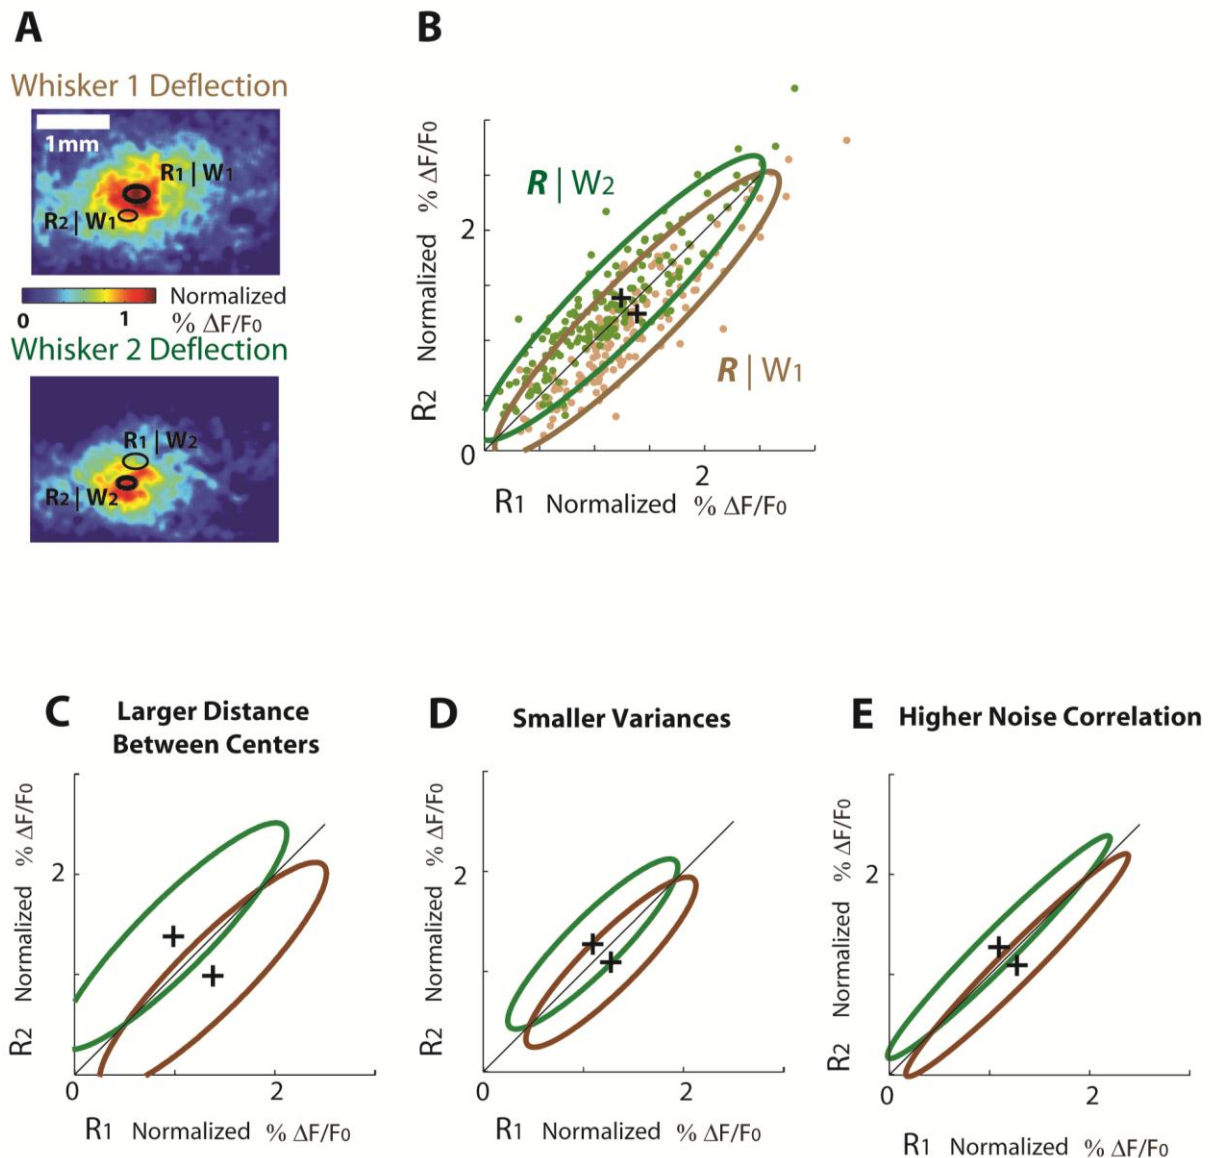 A
Whisker 1 Deflection
1mm
R1 | W1
R2 | W1
Normalized
0 1 % ΔF/F0
Whisker 2 Deflection
R1 | W2
R2 | W2
B
R2 Normalized % ΔF/F0
2
0
R | W2
R | W1
2
R1 Normalized % ΔF/F0
C
Larger Distance
Between Centers
R2 Normalized % ΔF/F0
2
0 2
R1 Normalized % ΔF/F0
D
Smaller Variances
R2 Normalized % ΔF/F0
2
0 2
R1 Normalized % ΔF/F0
E
Higher Noise Correlation
R2 Normalized % ΔF/F0
2
0 2
R1 Normalized % ΔF/F0